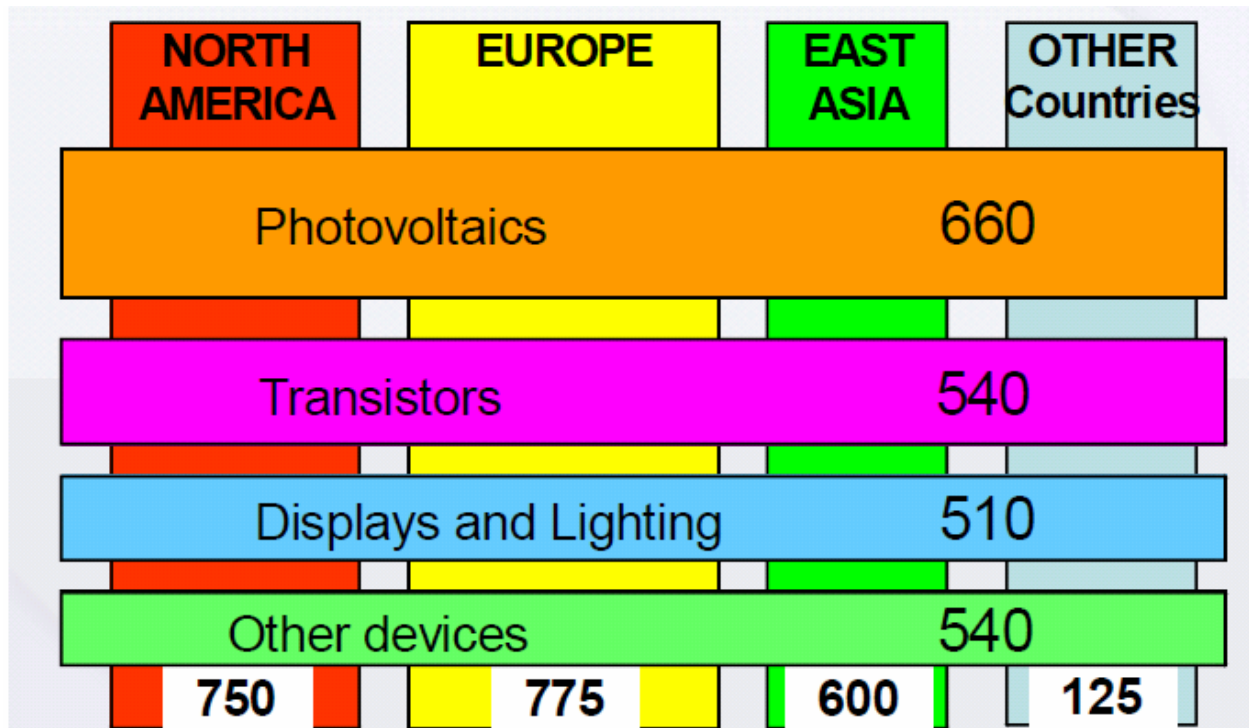 NORTH
AMERICA
EUROPE
EAST
ASIA
OTHER
Countries
Photovoltaics 660
Transistors 540
Displays and Lighting 510
Other devices 540
750 775 600 125